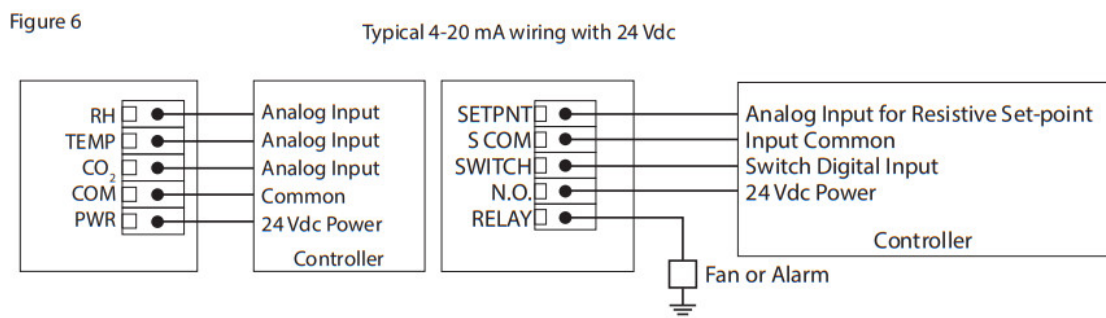 Figure 6
Typical 4-20 mA wiring with 24 Vdc
RH
TEMP
CO₂
COM
PWR
Analog Input
Analog Input
Analog Input
Common
24 Vdc Power
Controller
SETPNT
S COM
SWITCH
N.O.
RELAY
Analog Input for Resistive Set-point
Input Common
Switch Digital Input
24 Vdc Power
Controller
Fan or Alarm